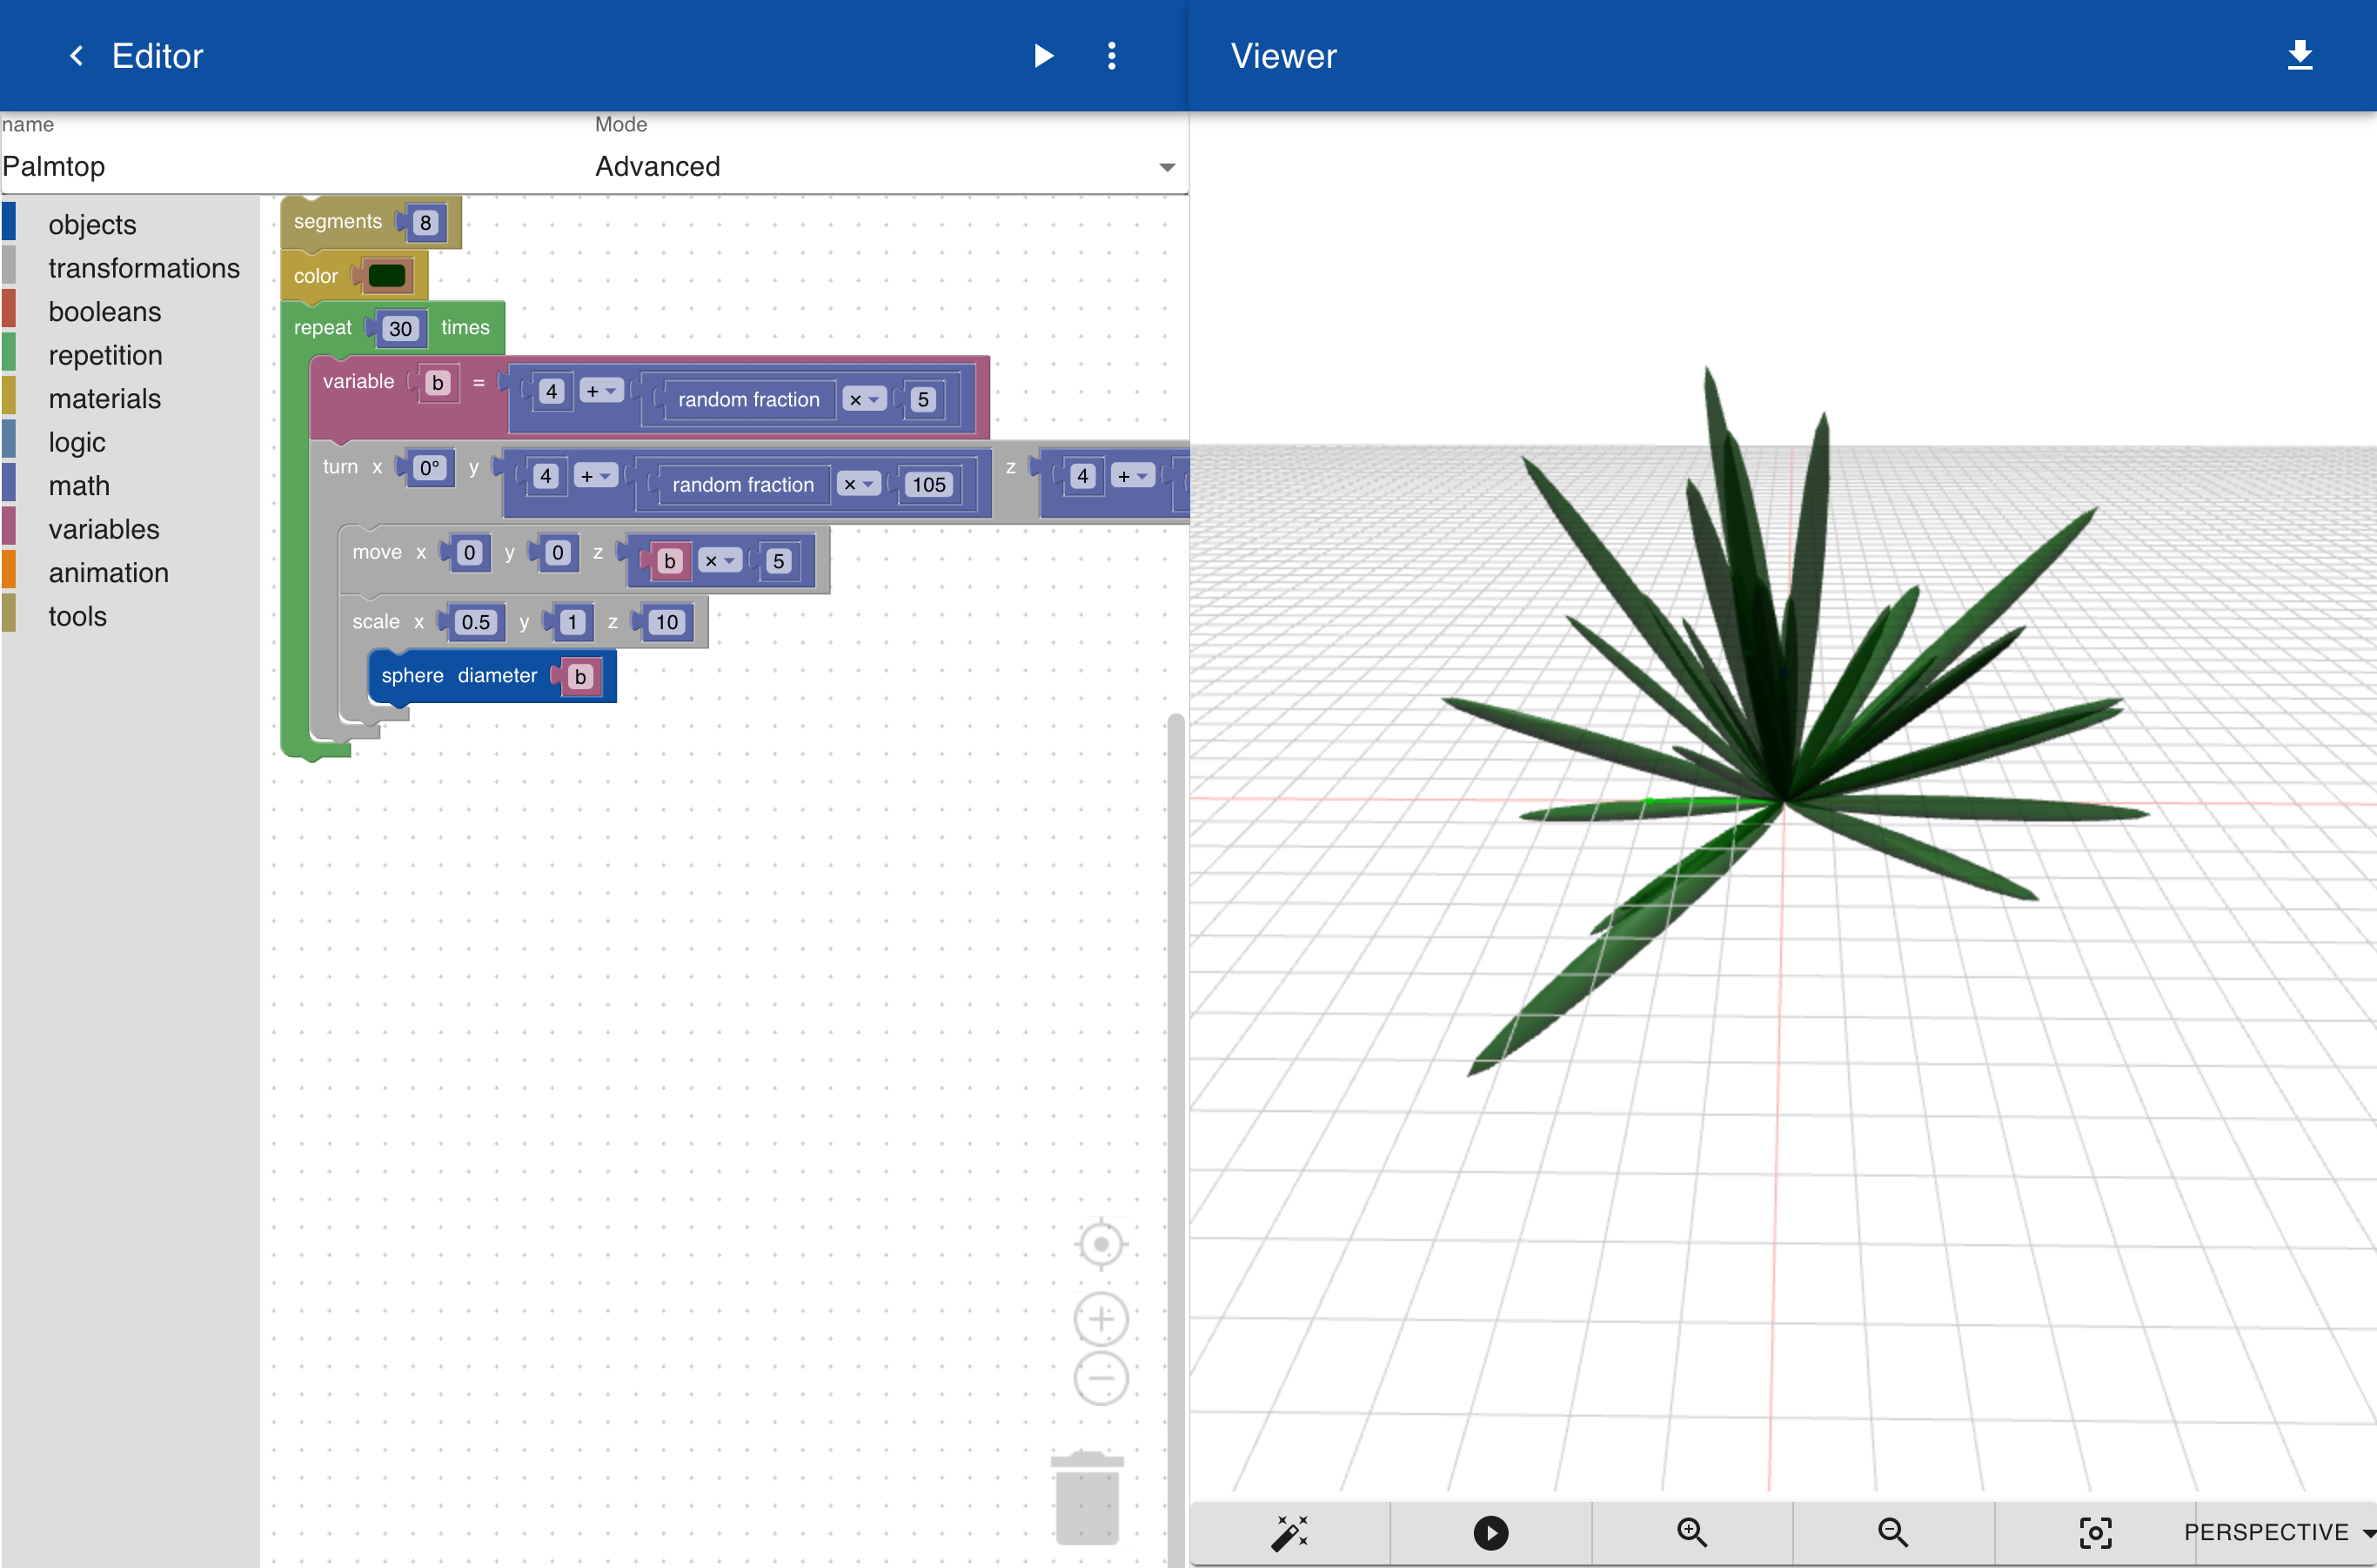 Editor
Viewer
name
Mode
Palmtop
Advanced
objects
transformations
booleans
repetition
materials
logic
math
variables
animation
tools
segments 8
color
repeat 30 times
variable b = 4 + random fraction × 5
turn x 0° y 4 + random fraction × 105 z 4 +
move x 0 y 0 z b × 5
scale x 0.5 y 1 z 10
sphere diameter b
PERSPECTIVE